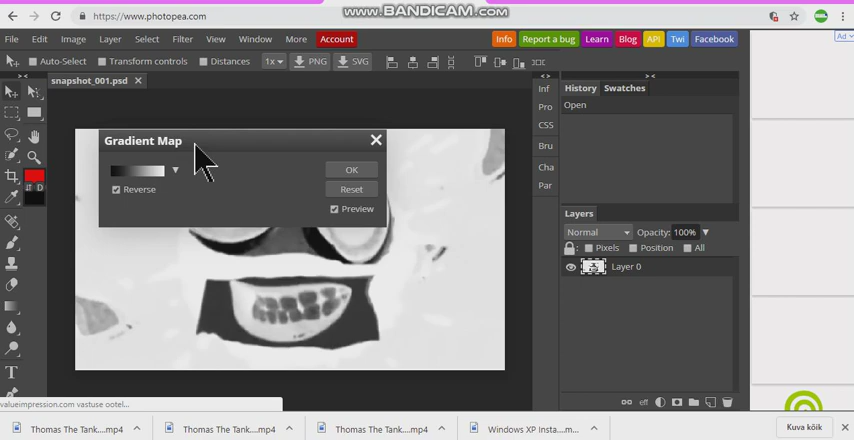 WWW.BANDICAM.COM
https://www.photopea.com
File Edit Image Layer Select Filter View Window More Account Info Report a bug Learn Blog API Twi Facebook
Auto-Select Transform controls Distances 1x PNG SVG
Ad
snapshot_001.psd
> < < > > <
Inf
Pro
CSS
Bru
Cha
Par
History Swatches
Open
Gradient Map
OK
Reverse
Reset
Preview
D
Layers
Normal Opacity: 100%
Pixels Position All
Layer 0
T
eff
valueimpression.com vastuse ootel...
Thomas The Tank....mp4 Thomas The Tank....mp4 Thomas The Tank....mp4 Windows XP Insta....m... Kuva kõik